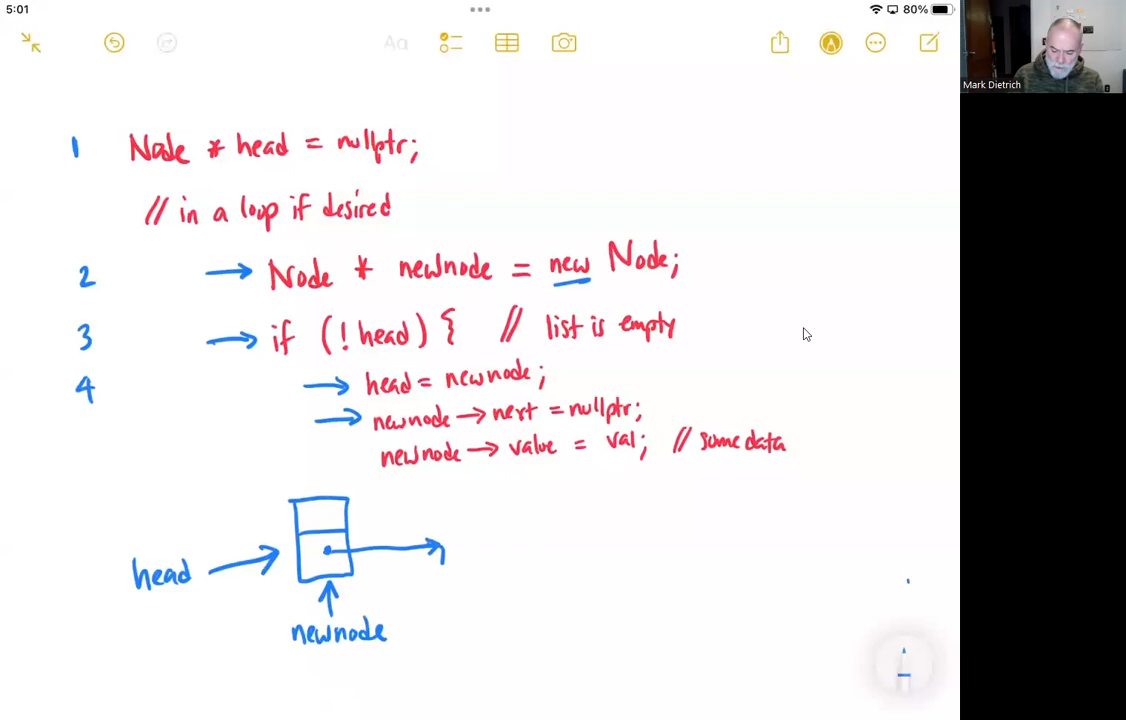 5:01
80%
Aa
Mark Dietrich
1 Node * head = nullptr;
// in a loop if desired
2 → Node * newnode = new Node;
3 → if (!head) { // list is empty
4 → head = newnode;
→ newnode → next = nullptr;
newnode → value = val; // some data
head
newnode